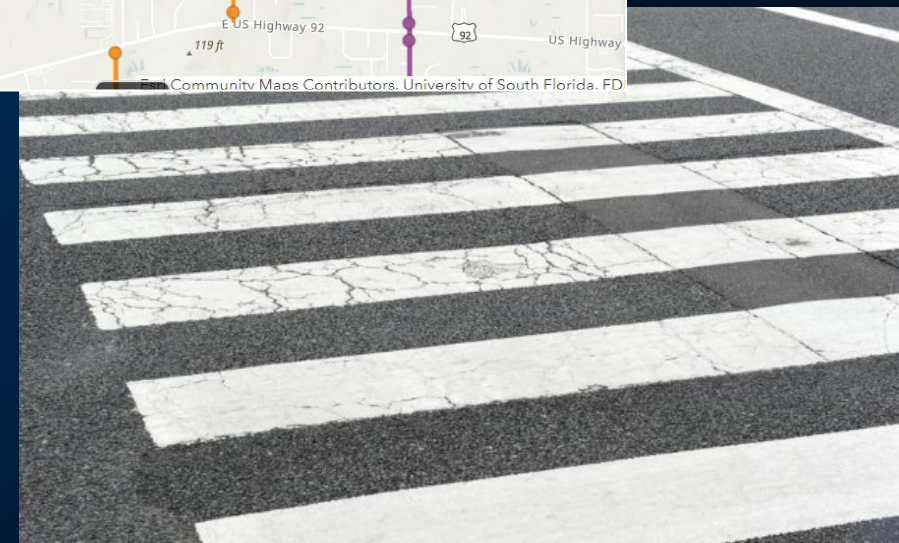 E US Highway 92
92
US Highway
119 ft
Esri Community Maps Contributors, University of South Florida, FD